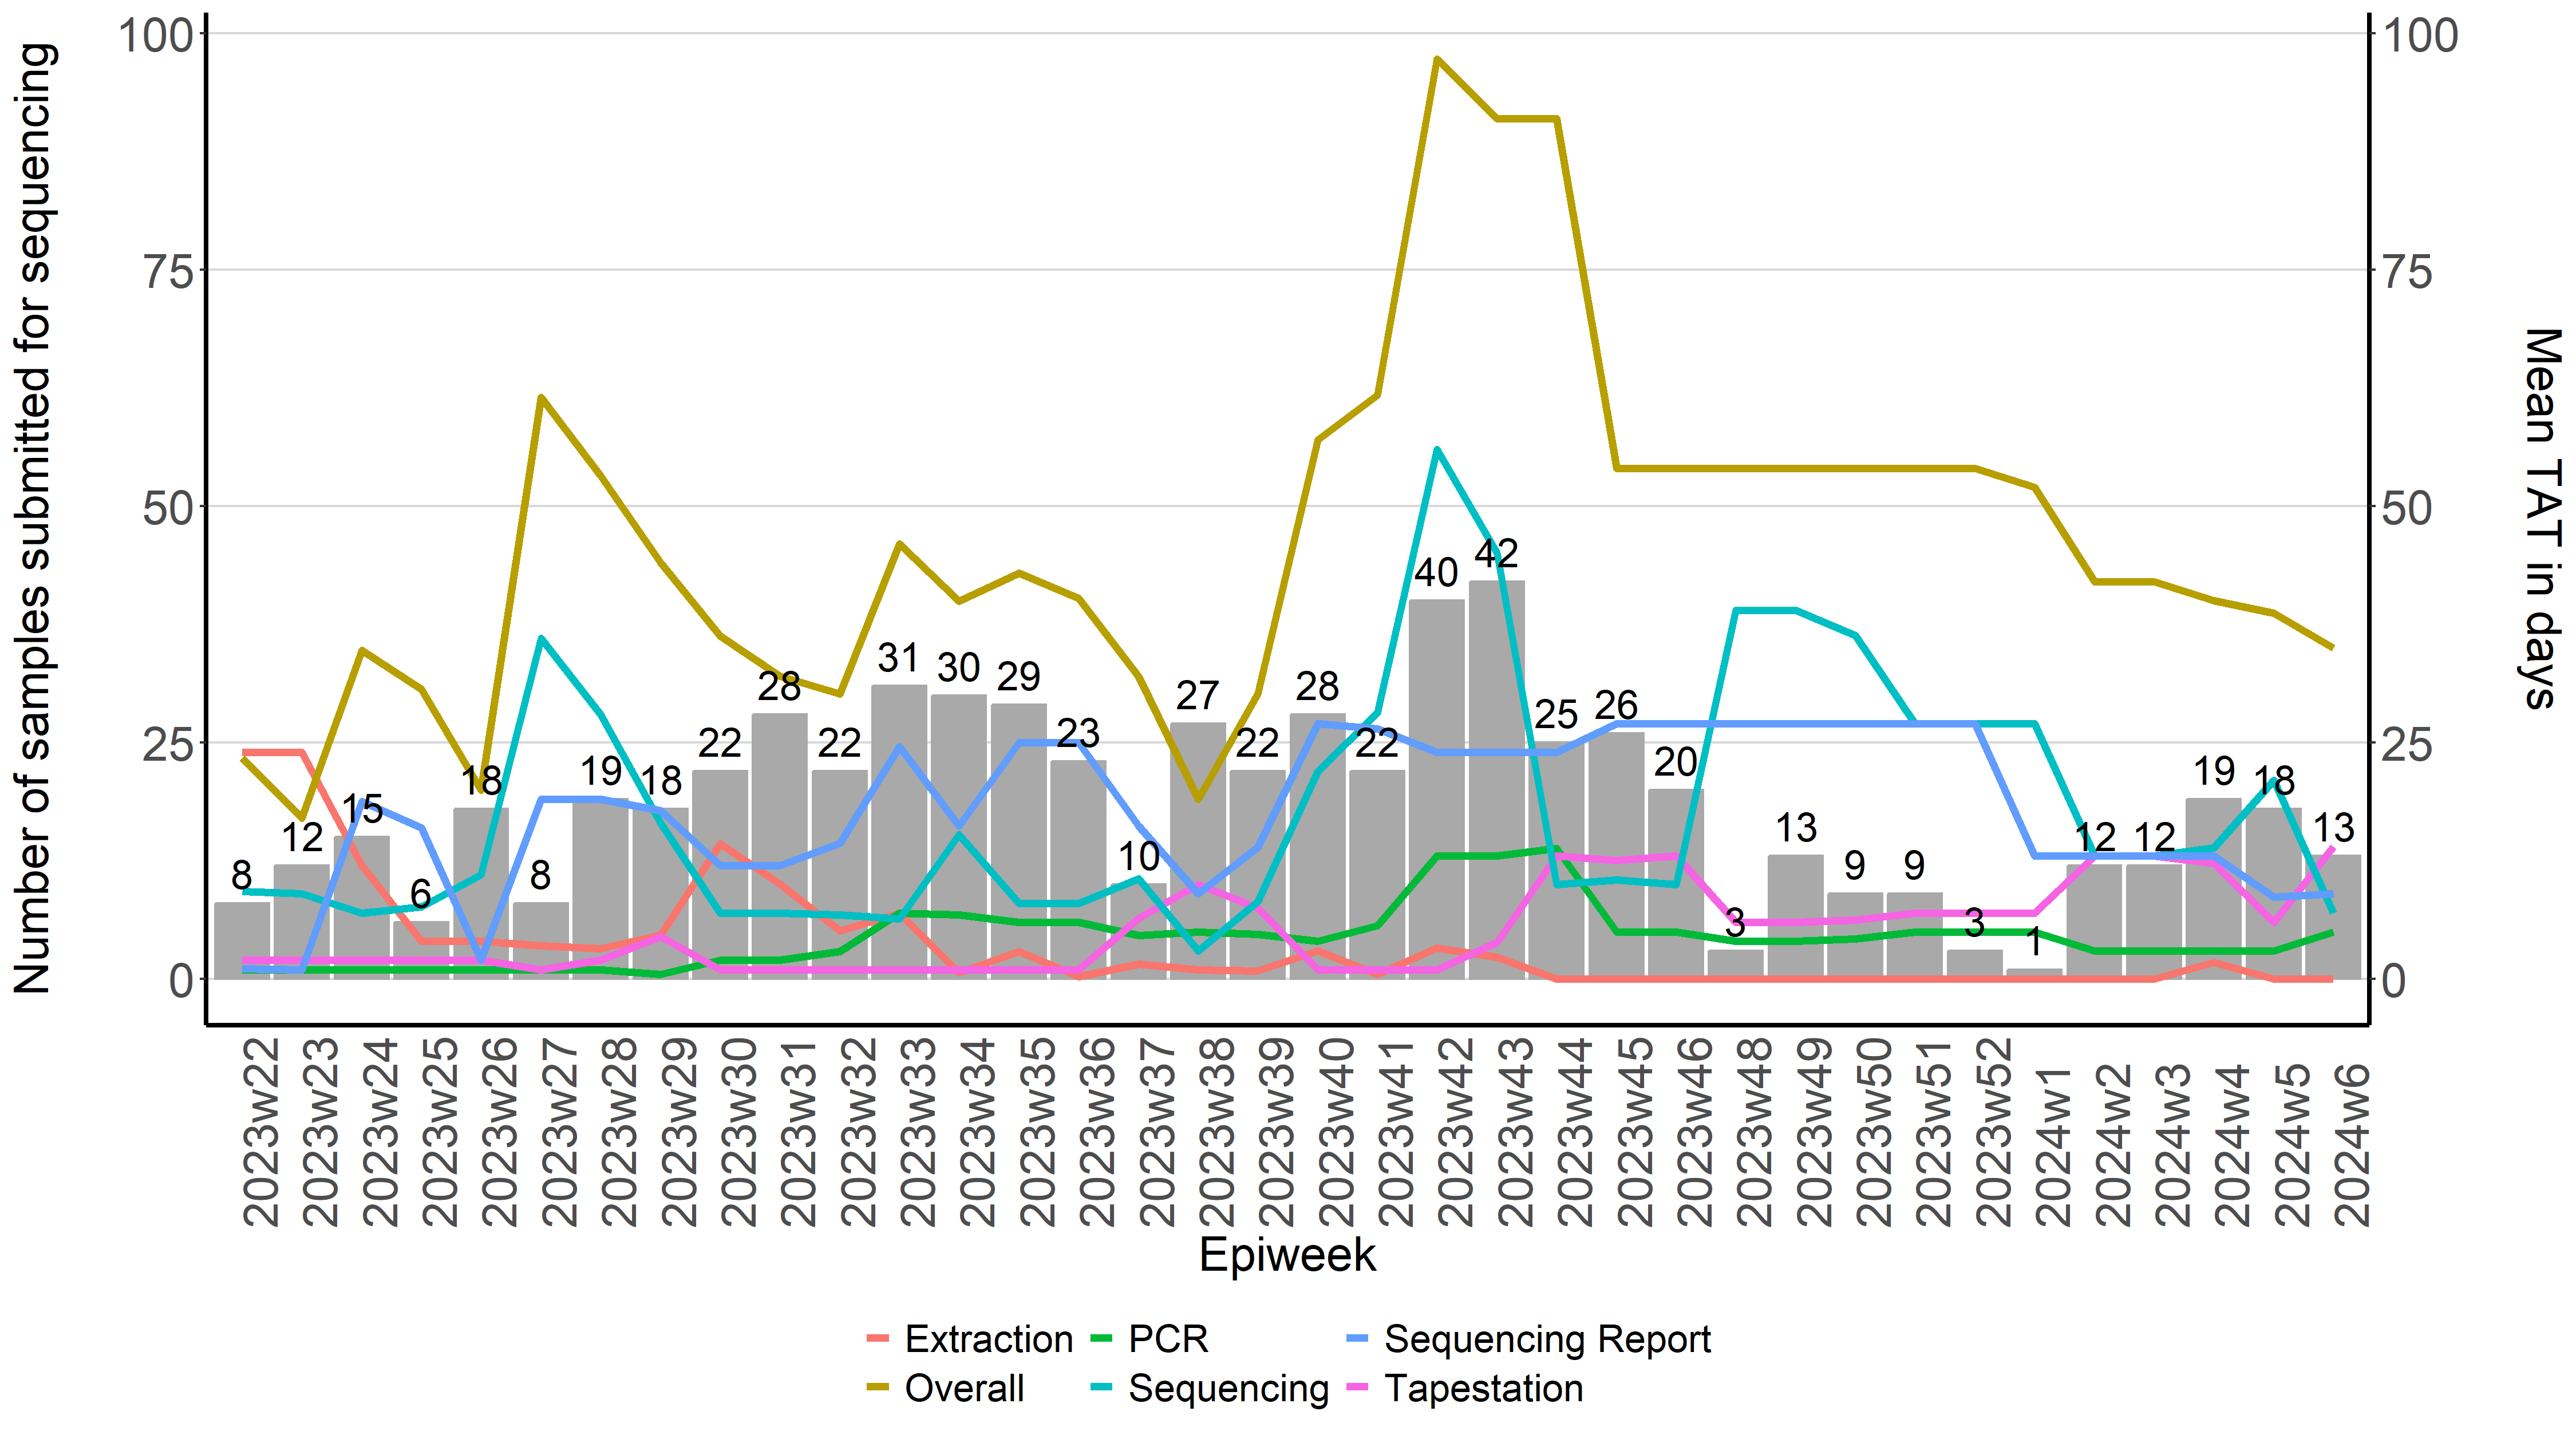 Number of samples submitted for sequencing
100
75
50
25
0
8
12
15
6
18
8
19
18
22
28
22
31
30
29
23
10
27
22
28
22
40
42
25
26
20
3
13
9
9
3
1
12
12
19
18
13
100
75
50
25
0
Mean TAT in days
2023w22
2023w23
2023w24
2023w25
2023w26
2023w27
2023w28
2023w29
2023w30
2023w31
2023w32
2023w33
2023w34
2023w35
2023w36
2023w37
2023w38
2023w39
2023w40
2023w41
2023w42
2023w43
2023w44
2023w45
2023w46
2023w48
2023w49
2023w50
2023w51
2023w52
2024w1
2024w2
2024w3
2024w4
2024w5
2024w6
Epiweek
Extraction PCR Sequencing Report
Overall Sequencing Tapestation